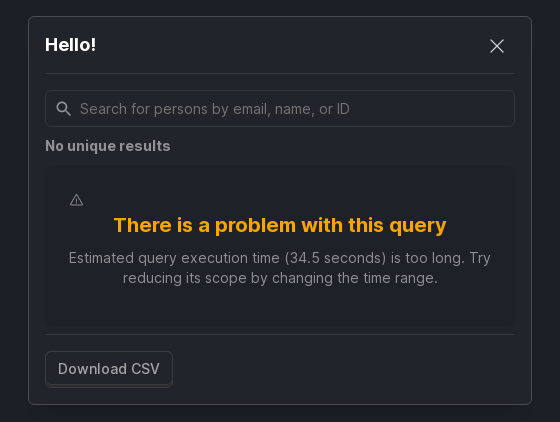 Hello!
Search for persons by email, name, or ID
No unique results
There is a problem with this query
Estimated query execution time (34.5 seconds) is too long. Try
reducing its scope by changing the time range.
Download CSV